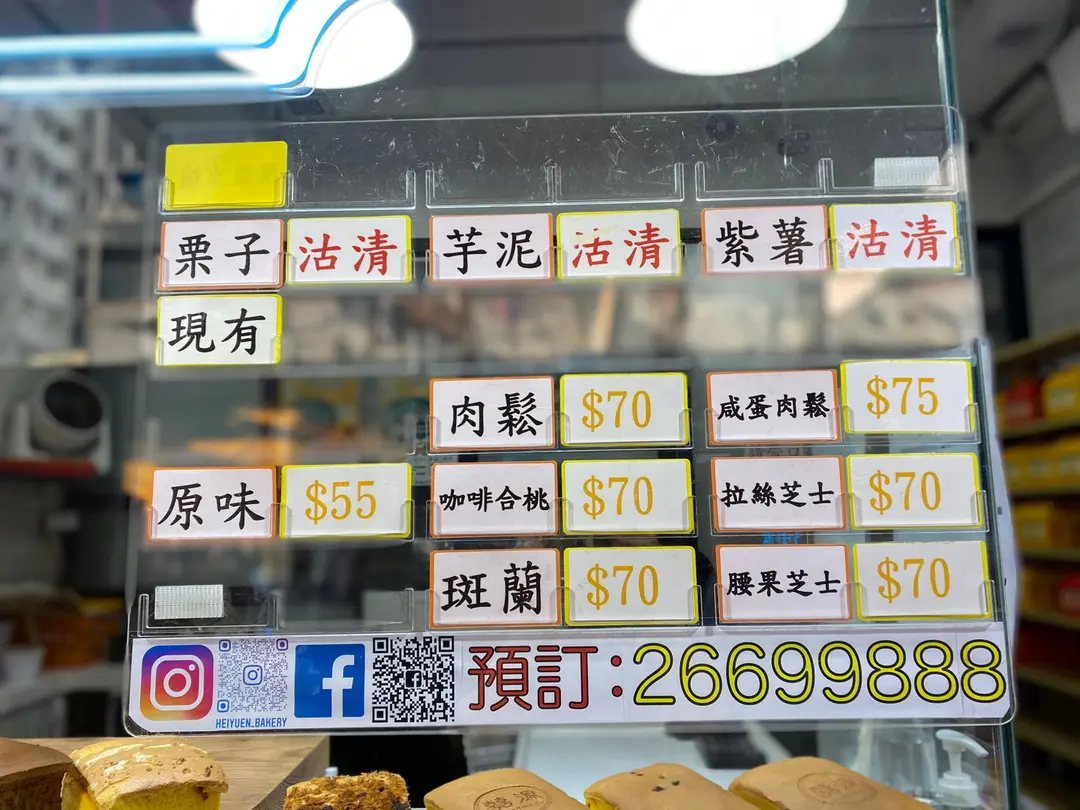 栗子 沽清 芋泥 沽清 紫薯 沽清
現有
肉鬆 $70 咸蛋肉鬆 $75
原味 $55 咖啡合桃 $70 拉絲芝士 $70
斑蘭 $70 腰果芝士 $70
預訂:26699888
HEIYUEN_BAKERY